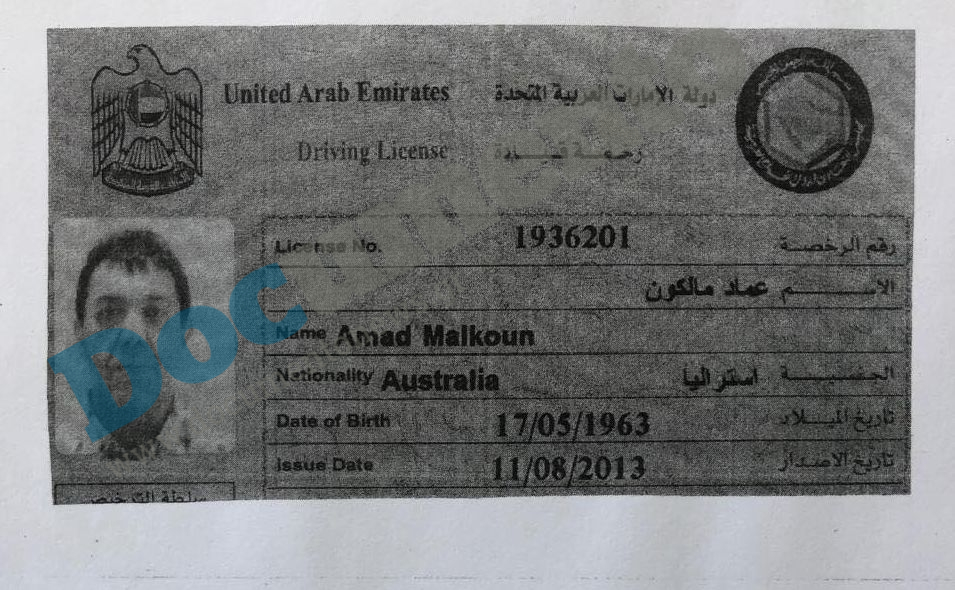 United Arab Emirates دولة الإمارات العربية المتحدة
Driving License رخصة قيادة
License No. 1936201 رقم الرخصة
الاسم عماد مالكون
Name Amad Malkoun
Nationality Australia استراليا الجنسية
Date of Birth 17/05/1963 تاريخ الميلاد
Issue Date 11/08/2013 تاريخ الاصدار
سلطة الترخيص
Doc